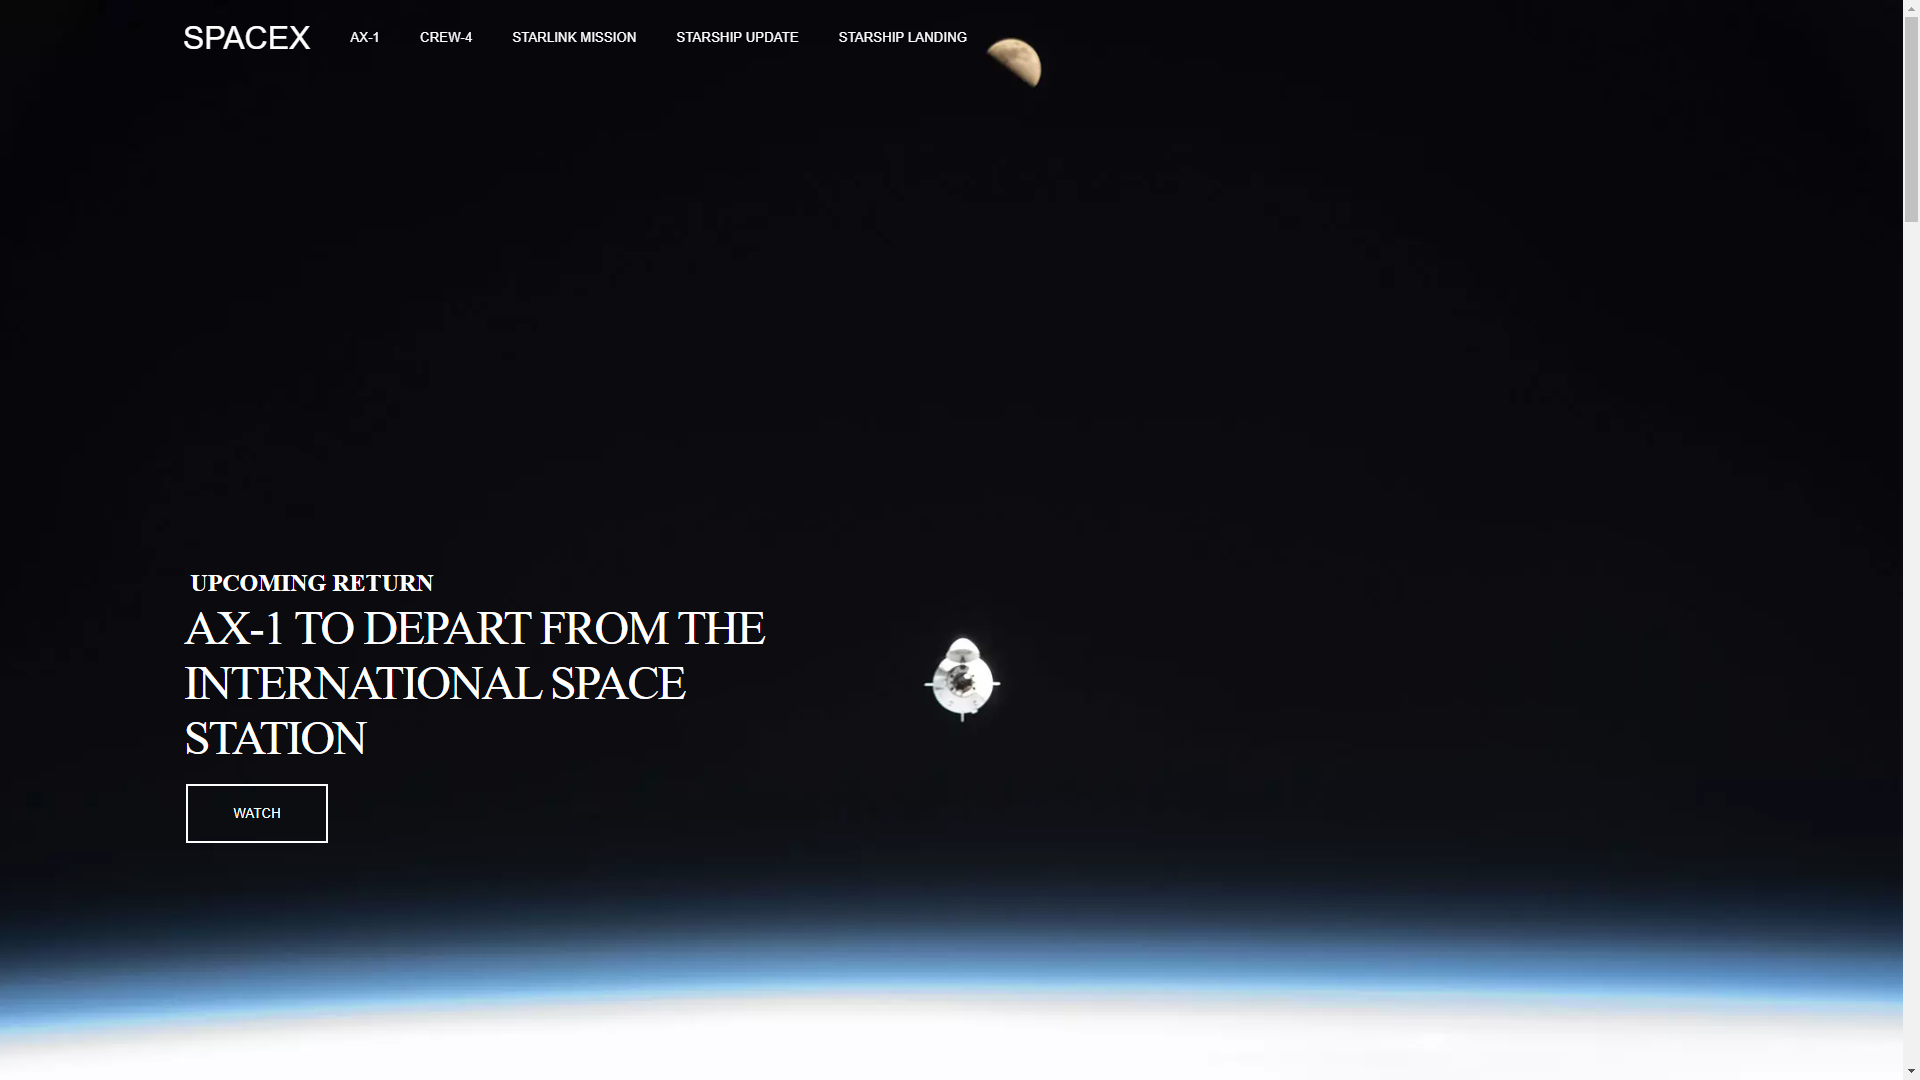 SPACEX
AX-1
CREW-4
STARLINK MISSION
STARSHIP UPDATE
STARSHIP LANDING
UPCOMING RETURN
AX-1 TO DEPART FROM THE
INTERNATIONAL SPACE
STATION
WATCH